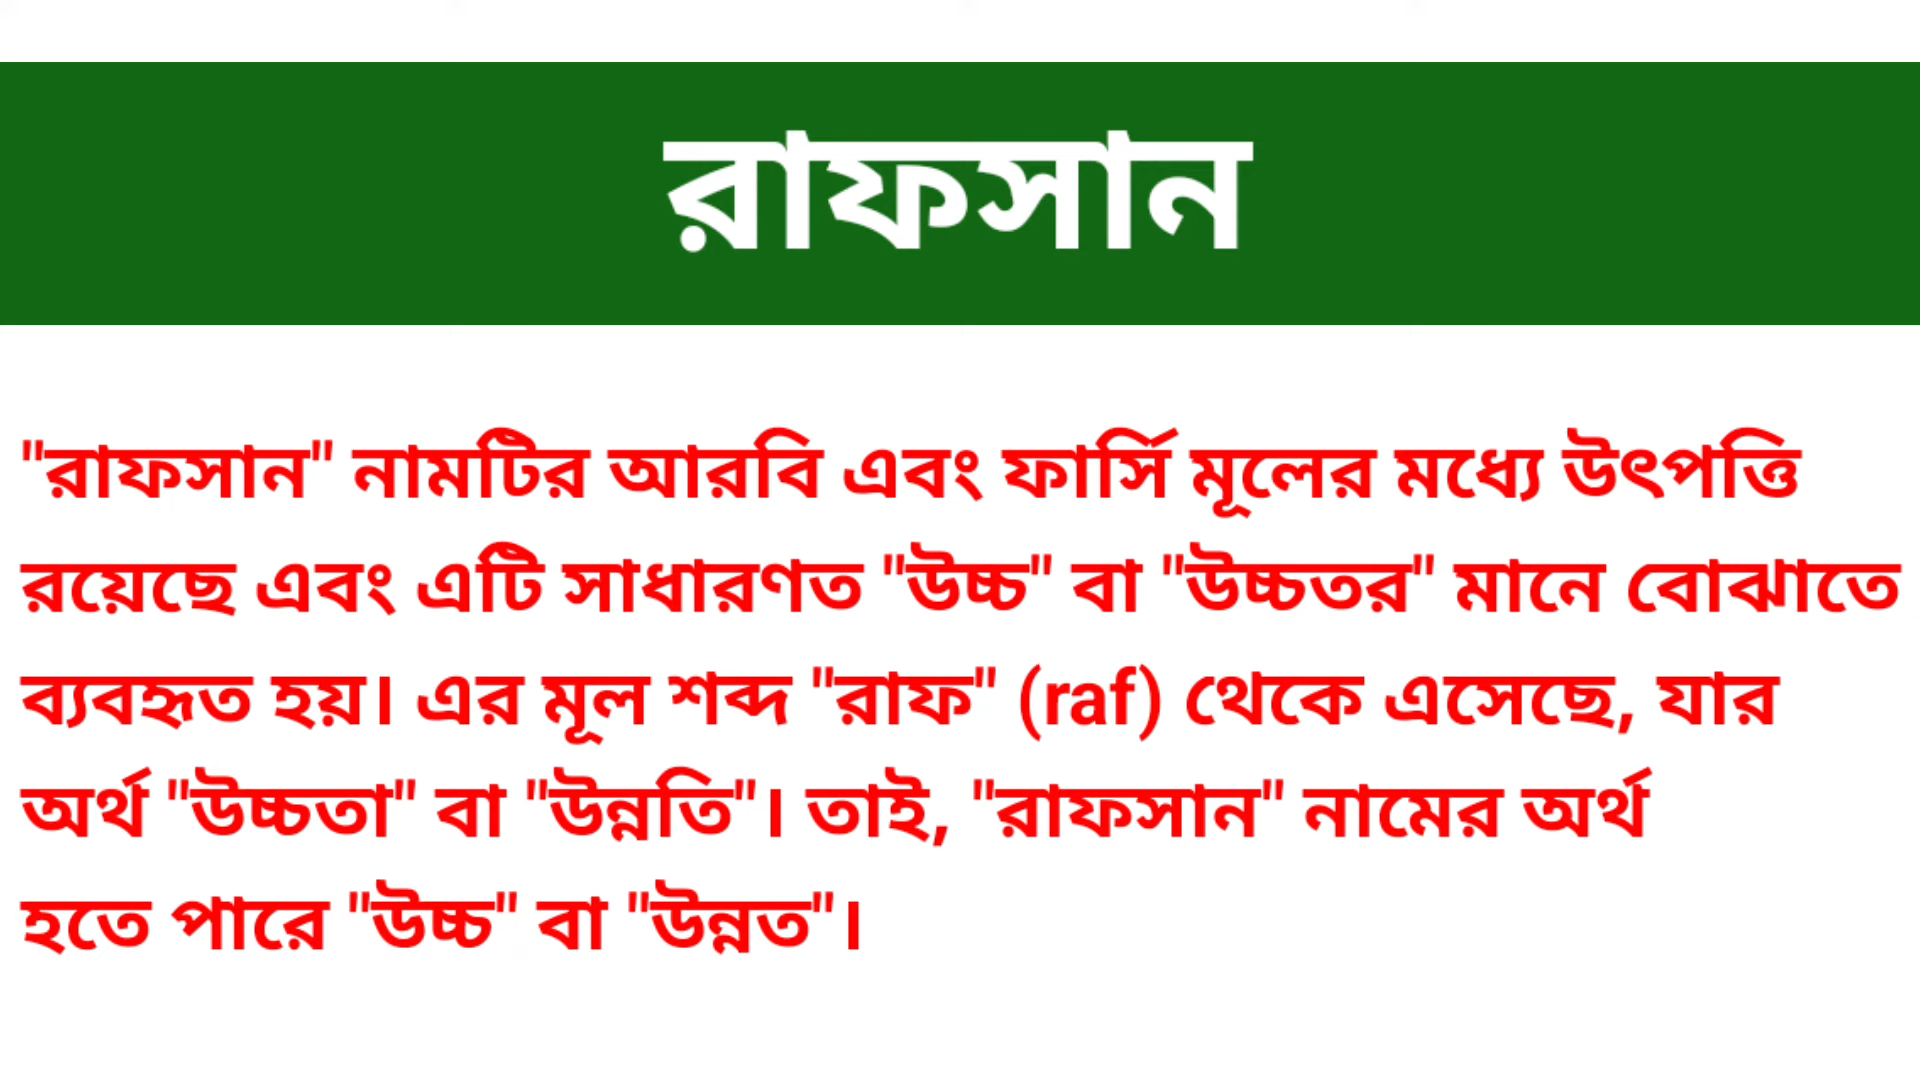 রাফসান
"রাফসান" নামটির আরবি এবং ফার্সি মূলের মধ্যে উৎপত্তি
রয়েছে এবং এটি সাধারণত "উচ্চ" বা "উচ্চতর" মানে বোঝাতে
ব্যবহৃত হয়। এর মূল শব্দ "রাফ" (raf) থেকে এসেছে, যার
অর্থ "উচ্চতা" বা "উন্নতি"। তাই, "রাফসান" নামের অর্থ
হতে পারে "উচ্চ" বা "উন্নত"।